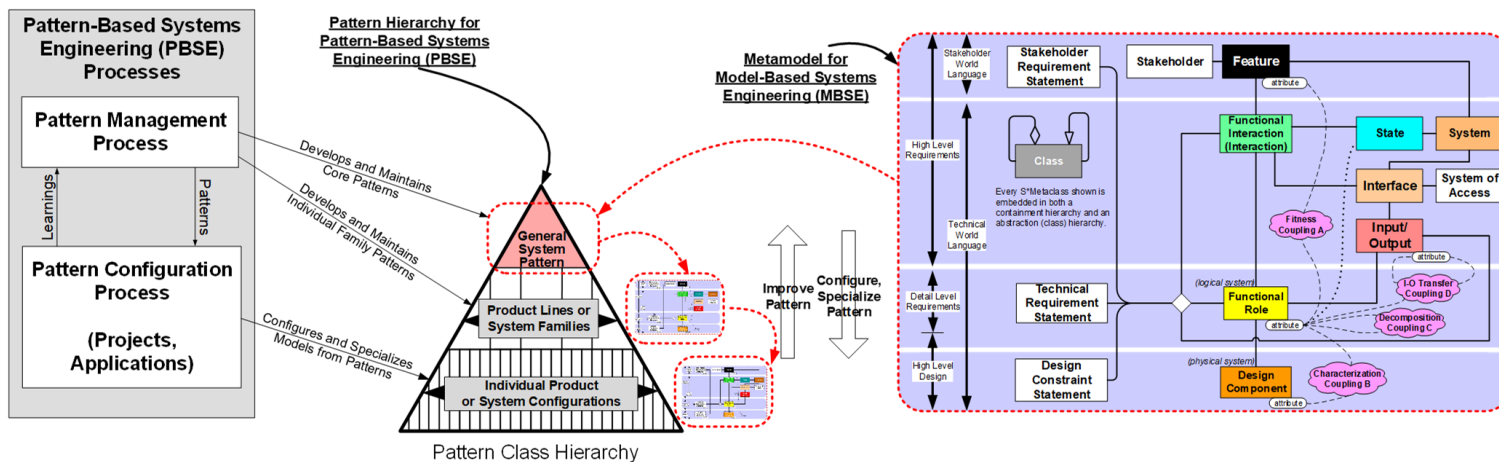 Pattern-Based Systems
Engineering (PBSE)
Processes
Pattern Management
Process
Learnings
Patterns
Pattern Configuration
Process
(Projects,
Applications)
Develops and Maintains
Core Patterns
Develops and Maintains
Individual Family Patterns
Configures and Specializes
Models from Patterns
Pattern Hierarchy for
Pattern-Based Systems
Engineering (PBSE)
General
System
Pattern
Product Lines or
System Families
Individual Product
or System Configurations
Pattern Class Hierarchy
Improve
Pattern
Configure,
Specialize
Pattern
Metamodel for
Model-Based Systems
Engineering (MBSE)
Stakeholder
World
Language
High Level
Requirements
Technical
World
Language
Detail Level
Requirements
High Level
Design
Stakeholder
Requirement
Statement
Stakeholder
Feature
attribute
Class
Every S*Metaclass shown is
embedded in both a
containment hierarchy and an
abstraction (class) hierarchy.
Functional
Interaction
(Interaction)
State
System
Interface
System of
Access
Fitness
Coupling A
Input/
Output
attribute
Technical
Requirement
Statement
(logical system)
Functional
Role
attribute
I-O Transfer
Coupling D
Decomposition
Coupling C
Design
Constraint
Statement
(physical system)
Design
Component
attribute
Characterization
Coupling B